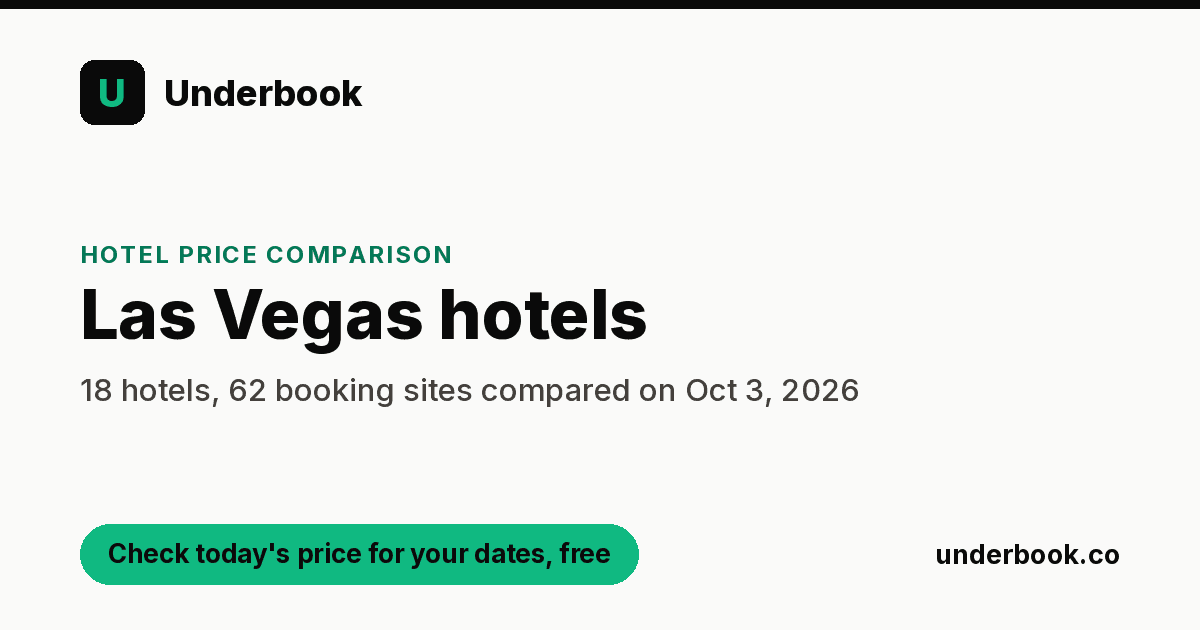 U
Underbook
HOTEL PRICE COMPARISON
Las Vegas hotels
18 hotels, 62 booking sites compared on Oct 3, 2026
Check today's price for your dates, free
underbook.co